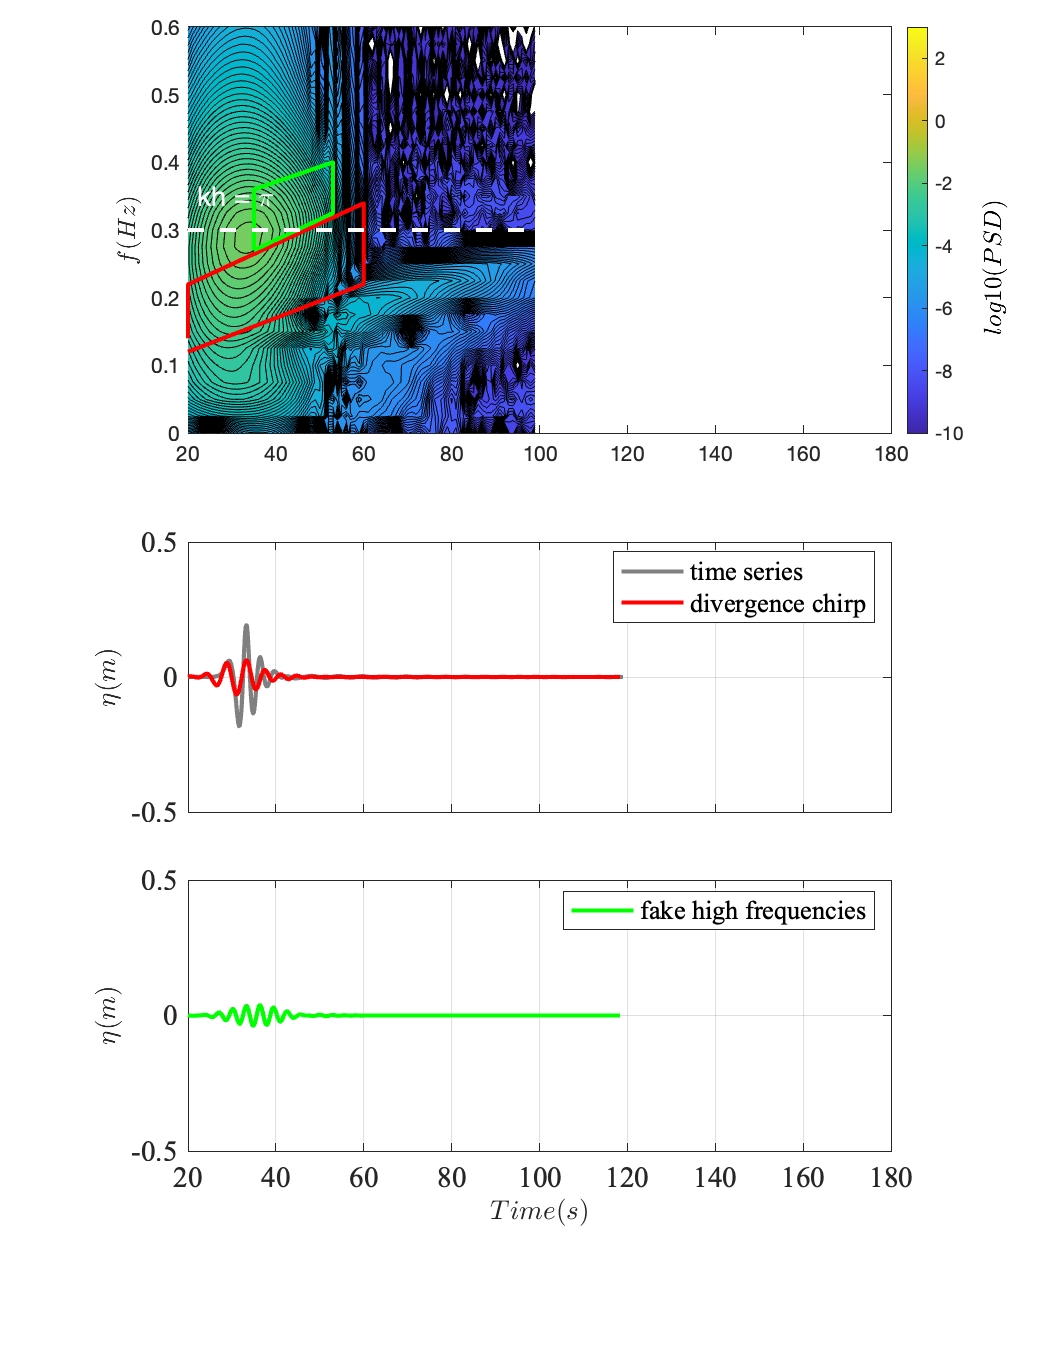 0.6
0.5
0.4
0.3
0.2
0.1
0
f(Hz)
kh = π
20 40 60 80 100 120 140 160 180
2
0
-2
-4
-6
-8
-10
log10(PSD)
0.5
0
-0.5
η(m)
time series
divergence chirp
0.5
0
-0.5
η(m)
fake high frequencies
20 40 60 80 100 120 140 160 180
Time(s)